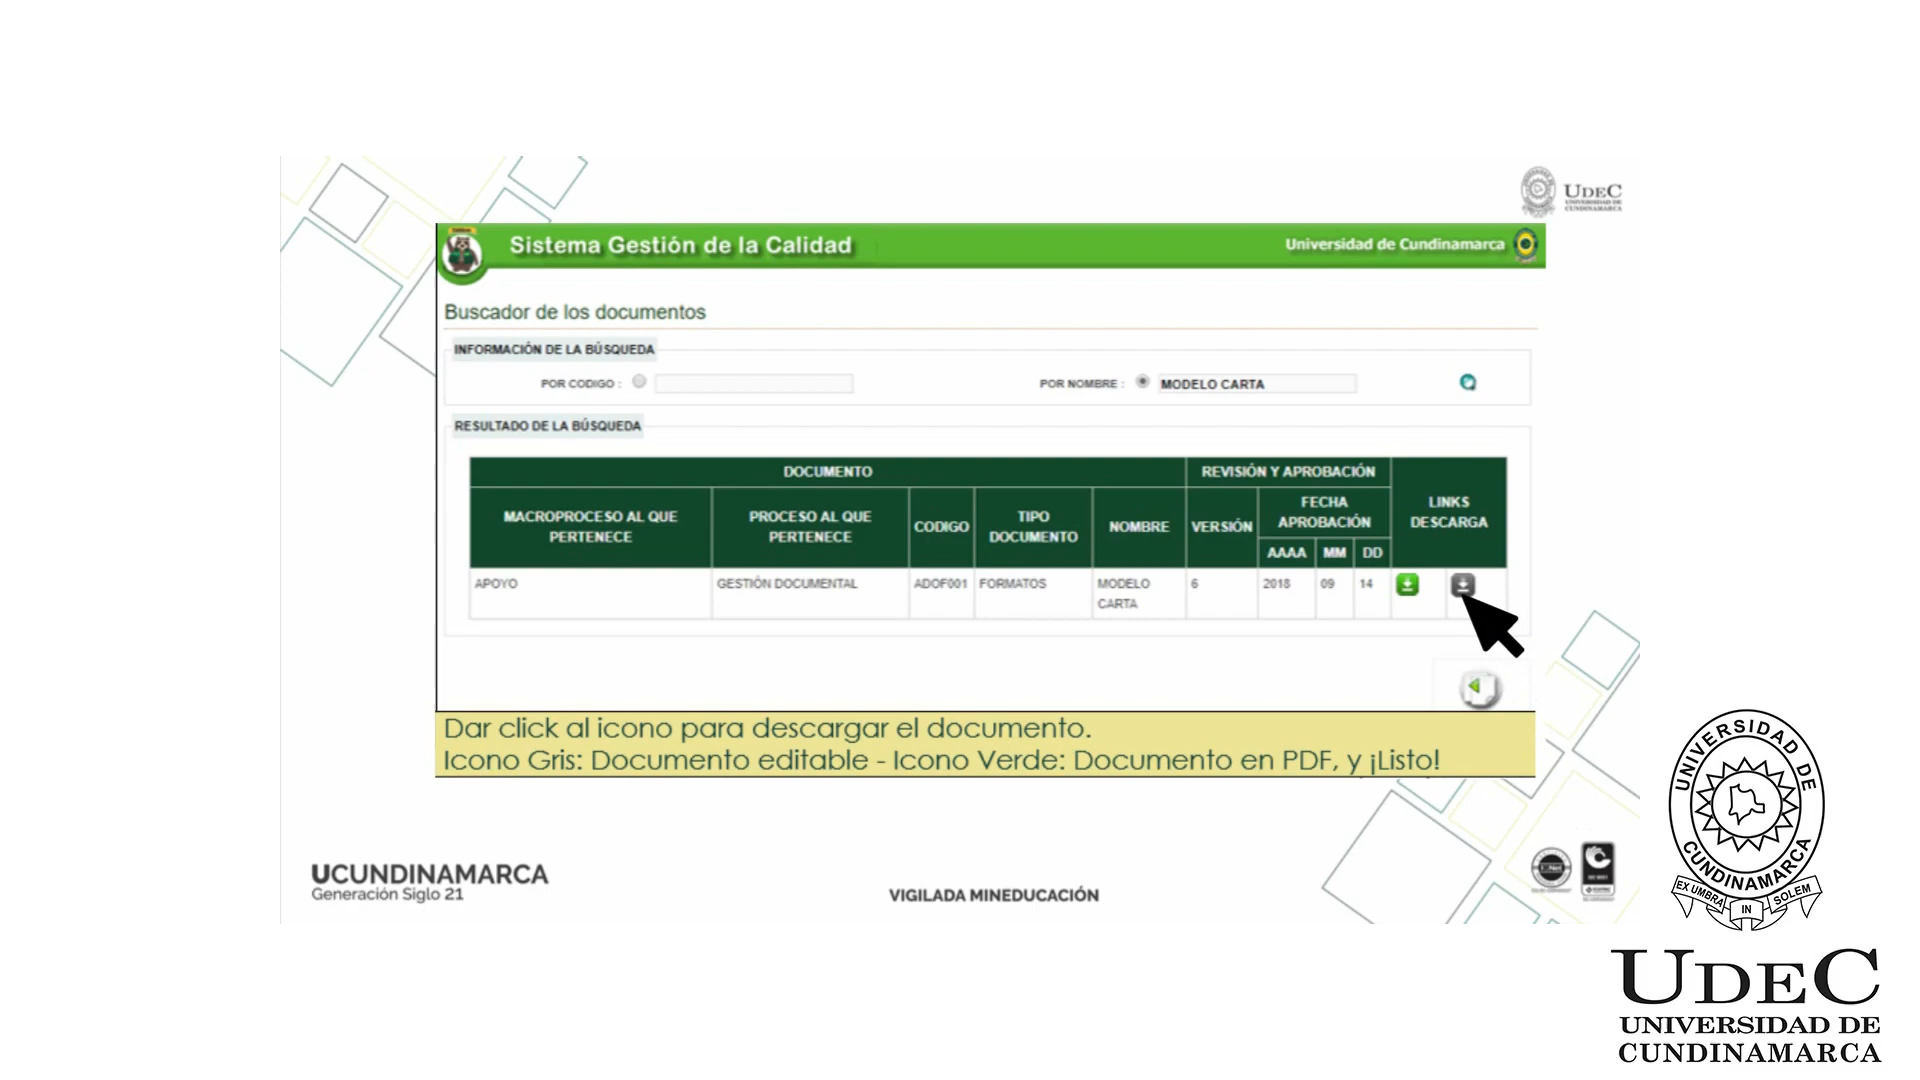 UDEC
UNIVERSIDAD DE
CUNDINAMARCA
Sistema Gestión de la Calidad
Universidad de Cundinamarca
Buscador de los documentos
INFORMACIÓN DE LA BÚSQUEDA
POR CODIGO :
POR NOMBRE : MODELO CARTA
RESULTADO DE LA BÚSQUEDA
DOCUMENTO
REVISIÓN Y APROBACIÓN
LINKS
DESCARGA
MACROPROCESO AL QUE
PERTENECE
PROCESO AL QUE
PERTENECE
CODIGO
TIPO
DOCUMENTO
NOMBRE
VERSIÓN
FECHA
APROBACIÓN
AAAA MM DD
APOYO GESTIÓN DOCUMENTAL ADOF001 FORMATOS MODELO 6 2018 09 14
CARTA
Dar click al icono para descargar el documento.
Icono Gris: Documento editable - Icono Verde: Documento en PDF, y ¡Listo!
UCUNDINAMARCA
Generación Siglo 21
VIGILADA MINEDUCACIÓN
UNIVERSIDAD DE
CUNDINAMARCA
EX UMBRA IN SOLEM
UDEC
UNIVERSIDAD DE
CUNDINAMARCA